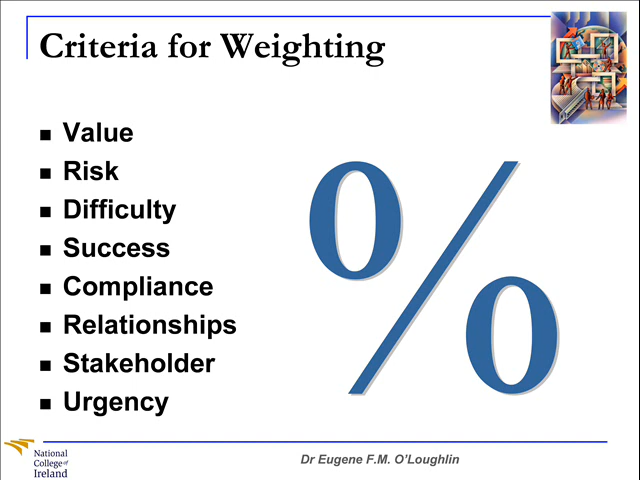 Criteria for Weighting
Value
Risk
Difficulty
Success
Compliance
Relationships
Stakeholder
Urgency
%
National
College of
Ireland
Dr Eugene F.M. O’Loughlin